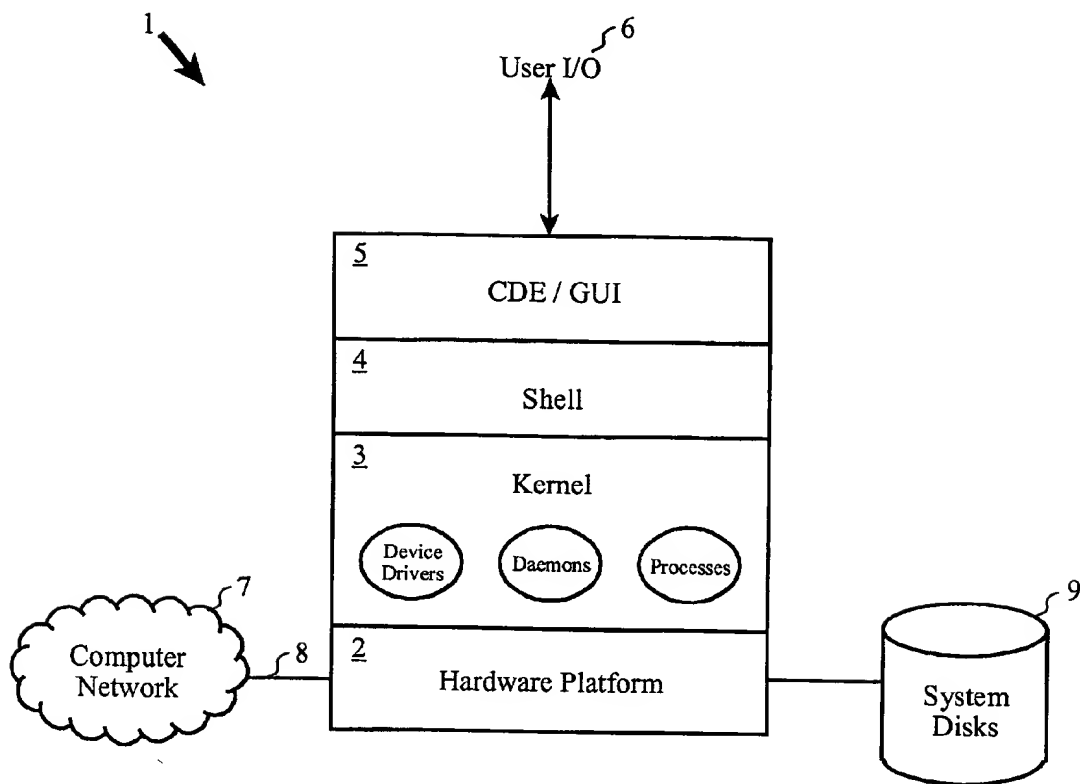 1
6
User I/O
5
CDE / GUI
4
Shell
3
Kernel
Device
Drivers
Daemons
Processes
7
Computer
Network
8
2
Hardware Platform
9
System
Disks